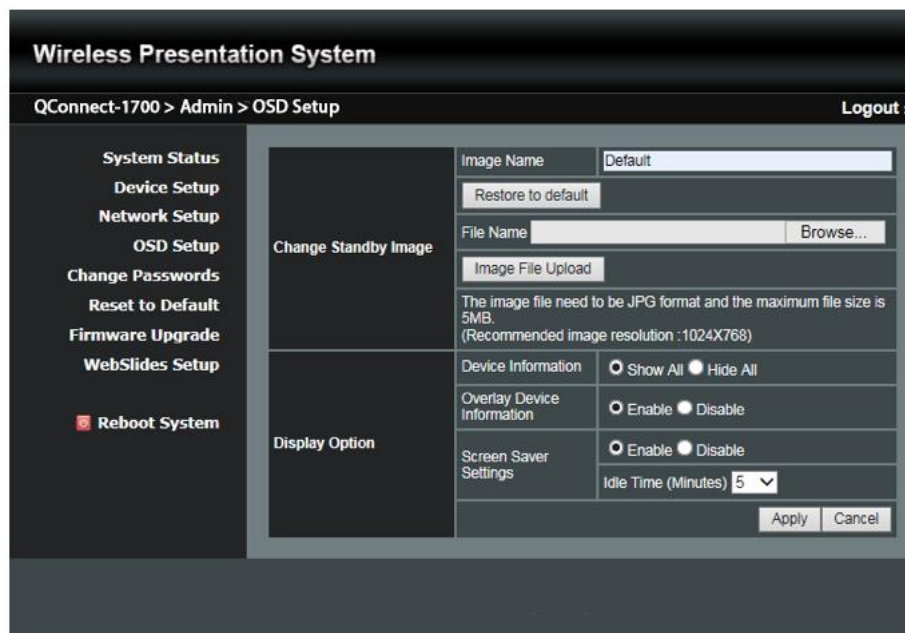 Wireless Presentation System
QConnect-1700 > Admin > OSD Setup
Logout
System Status
Device Setup
Network Setup
OSD Setup
Change Passwords
Reset to Default
Firmware Upgrade
WebSlides Setup
Reboot System
Change Standby Image
Image Name
Default
Restore to default
File Name
Browse...
Image File Upload
The image file need to be JPG format and the maximum file size is
5MB.
(Recommended image resolution :1024X768)
Display Option
Device Information
Show All Hide All
Overlay Device
Information
Enable Disable
Screen Saver
Settings
Enable Disable
Idle Time (Minutes) 5
Apply Cancel